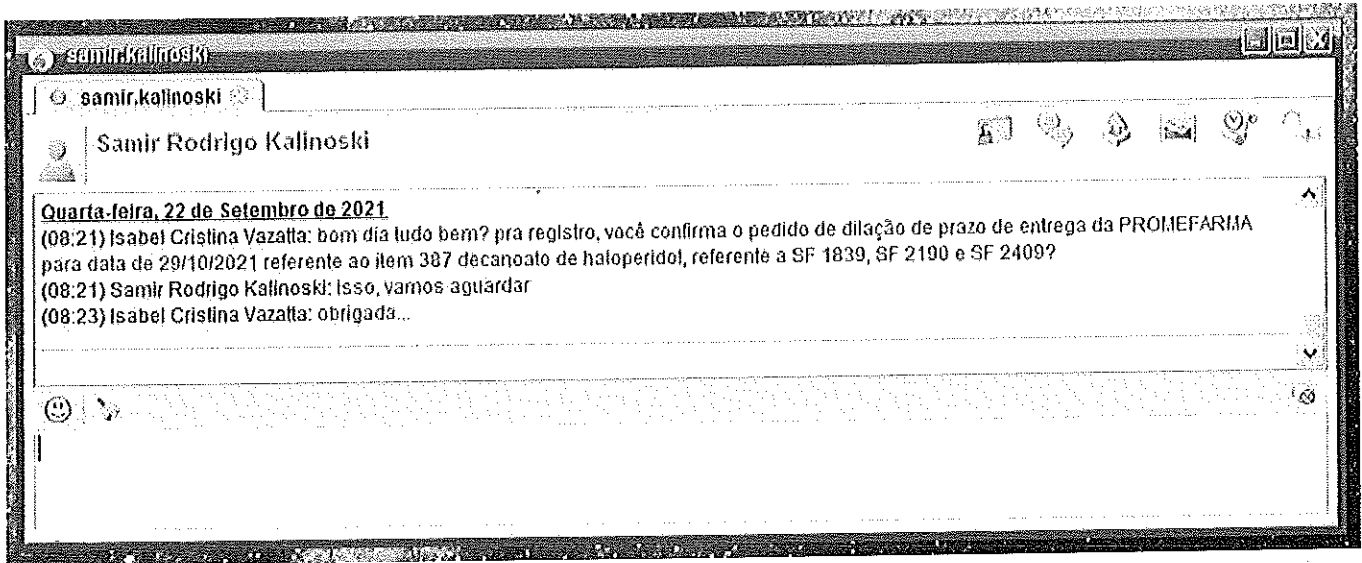 samir.kalinoski
samir.kalinoski
Samir Rodrigo Kalinoski
Quarta-feira, 22 de Setembro de 2021
(08:21) Isabel Cristina Vazatta: bom dia tudo bem? pra registro, você confirma o pedido de dilação de prazo de entrega da PROMEFARMA
para data de 29/10/2021 referente ao item 387 decanoato de haloperidol, referente a SF 1839, SF 2190 e SF 2409?
(08:21) Samir Rodrigo Kalinoski: isso, vamos aguardar
(08:23) Isabel Cristina Vazatta: obrigada...